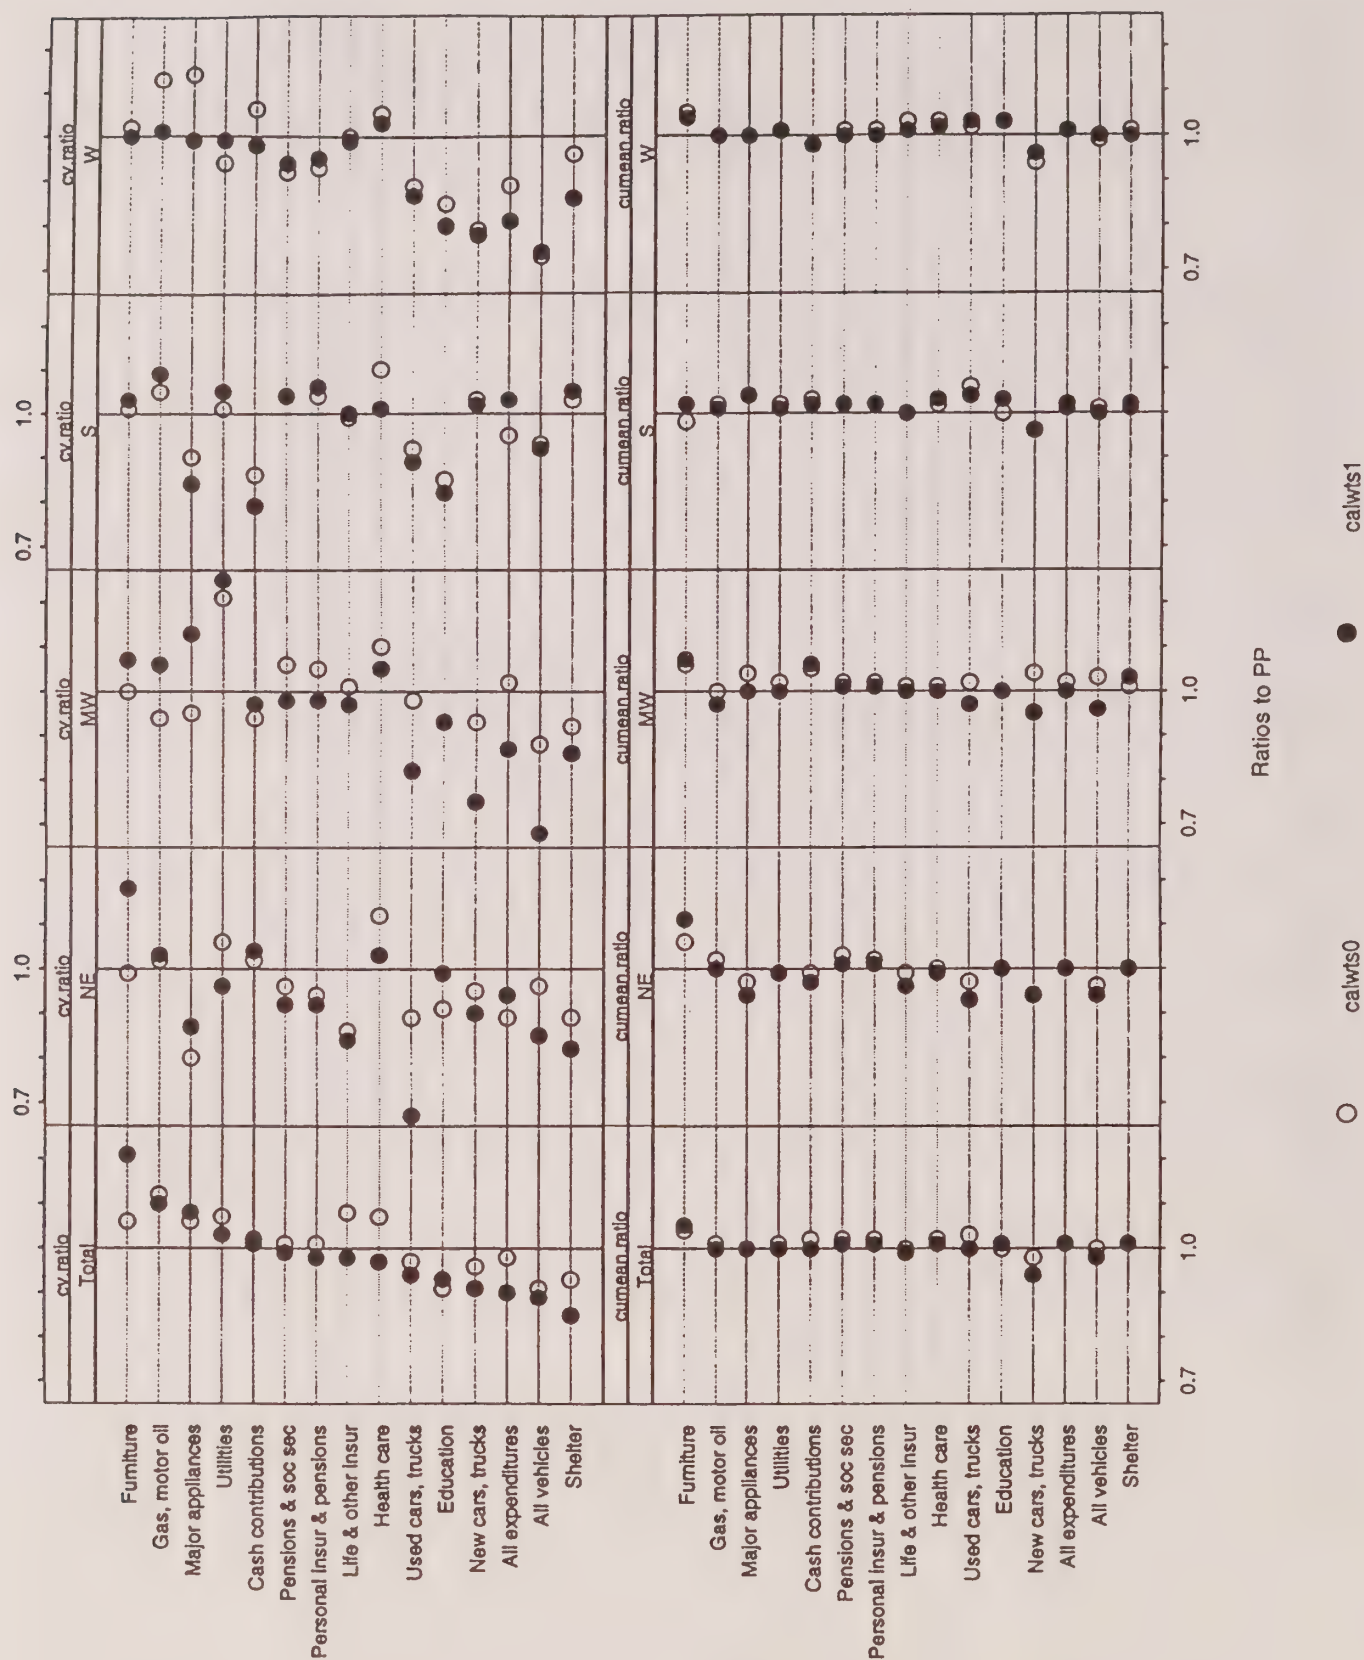 0.7 1.0 0.7 1.0
cv.ratio cv.ratio cv.ratio cv.ratio cv.ratio
Total NE MW S W
Furniture
Gas, motor oil
Major appliances
Utilities
Cash contributions
Pensions & soc sec
Personal insur & pensions
Life & other insur
Health care
Used cars, trucks
Education
New cars, trucks
All expenditures
All vehicles
Shelter
cumean.ratio cumean.ratio cumean.ratio cumean.ratio cumean.ratio
Total NE MW S W
Furniture
Gas, motor oil
Major appliances
Utilities
Cash contributions
Pensions & soc sec
Personal insur & pensions
Life & other insur
Health care
Used cars, trucks
Education
New cars, trucks
All expenditures
All vehicles
Shelter
0.7 1.0 0.7 1.0 0.7 1.0
Ratios to PP
calwts0 calwts1